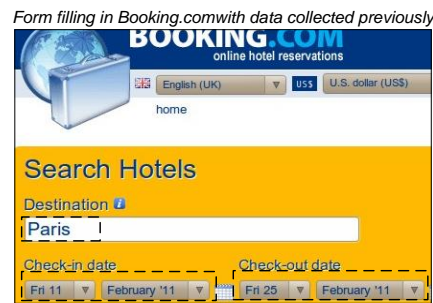 Form filling in Booking.comwith data collected previously
BOOKING.COM
online hotel reservations
English (UK) US$ U.S. dollar (US$)
home
Search Hotels
Destination i
Paris
Check-in date Check-out date
Fri 11 February '11 Fri 25 February '11